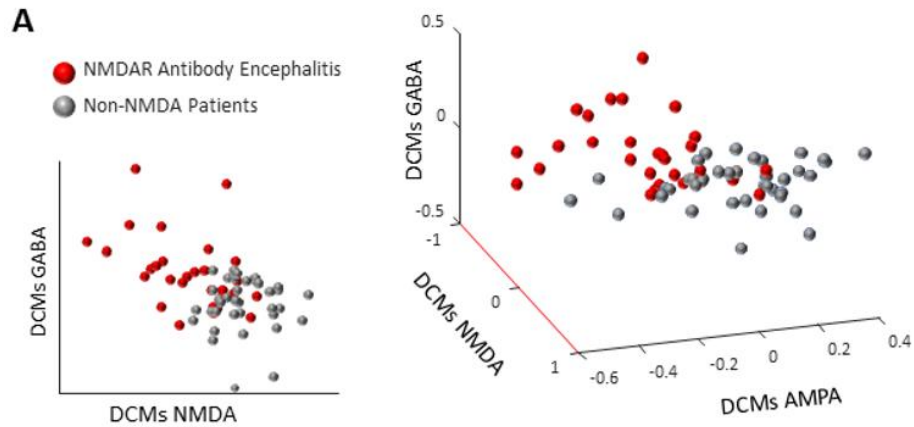 A
NMDAR Antibody Encephalitis
Non-NMDA Patients
DCMs GABA
DCMs NMDA
0.5
0
-0.5
-1
0
1
DCMs GABA
DCMs NMDA
-0.6
-0.4
-0.2
0
0.2
0.4
DCMs AMPA